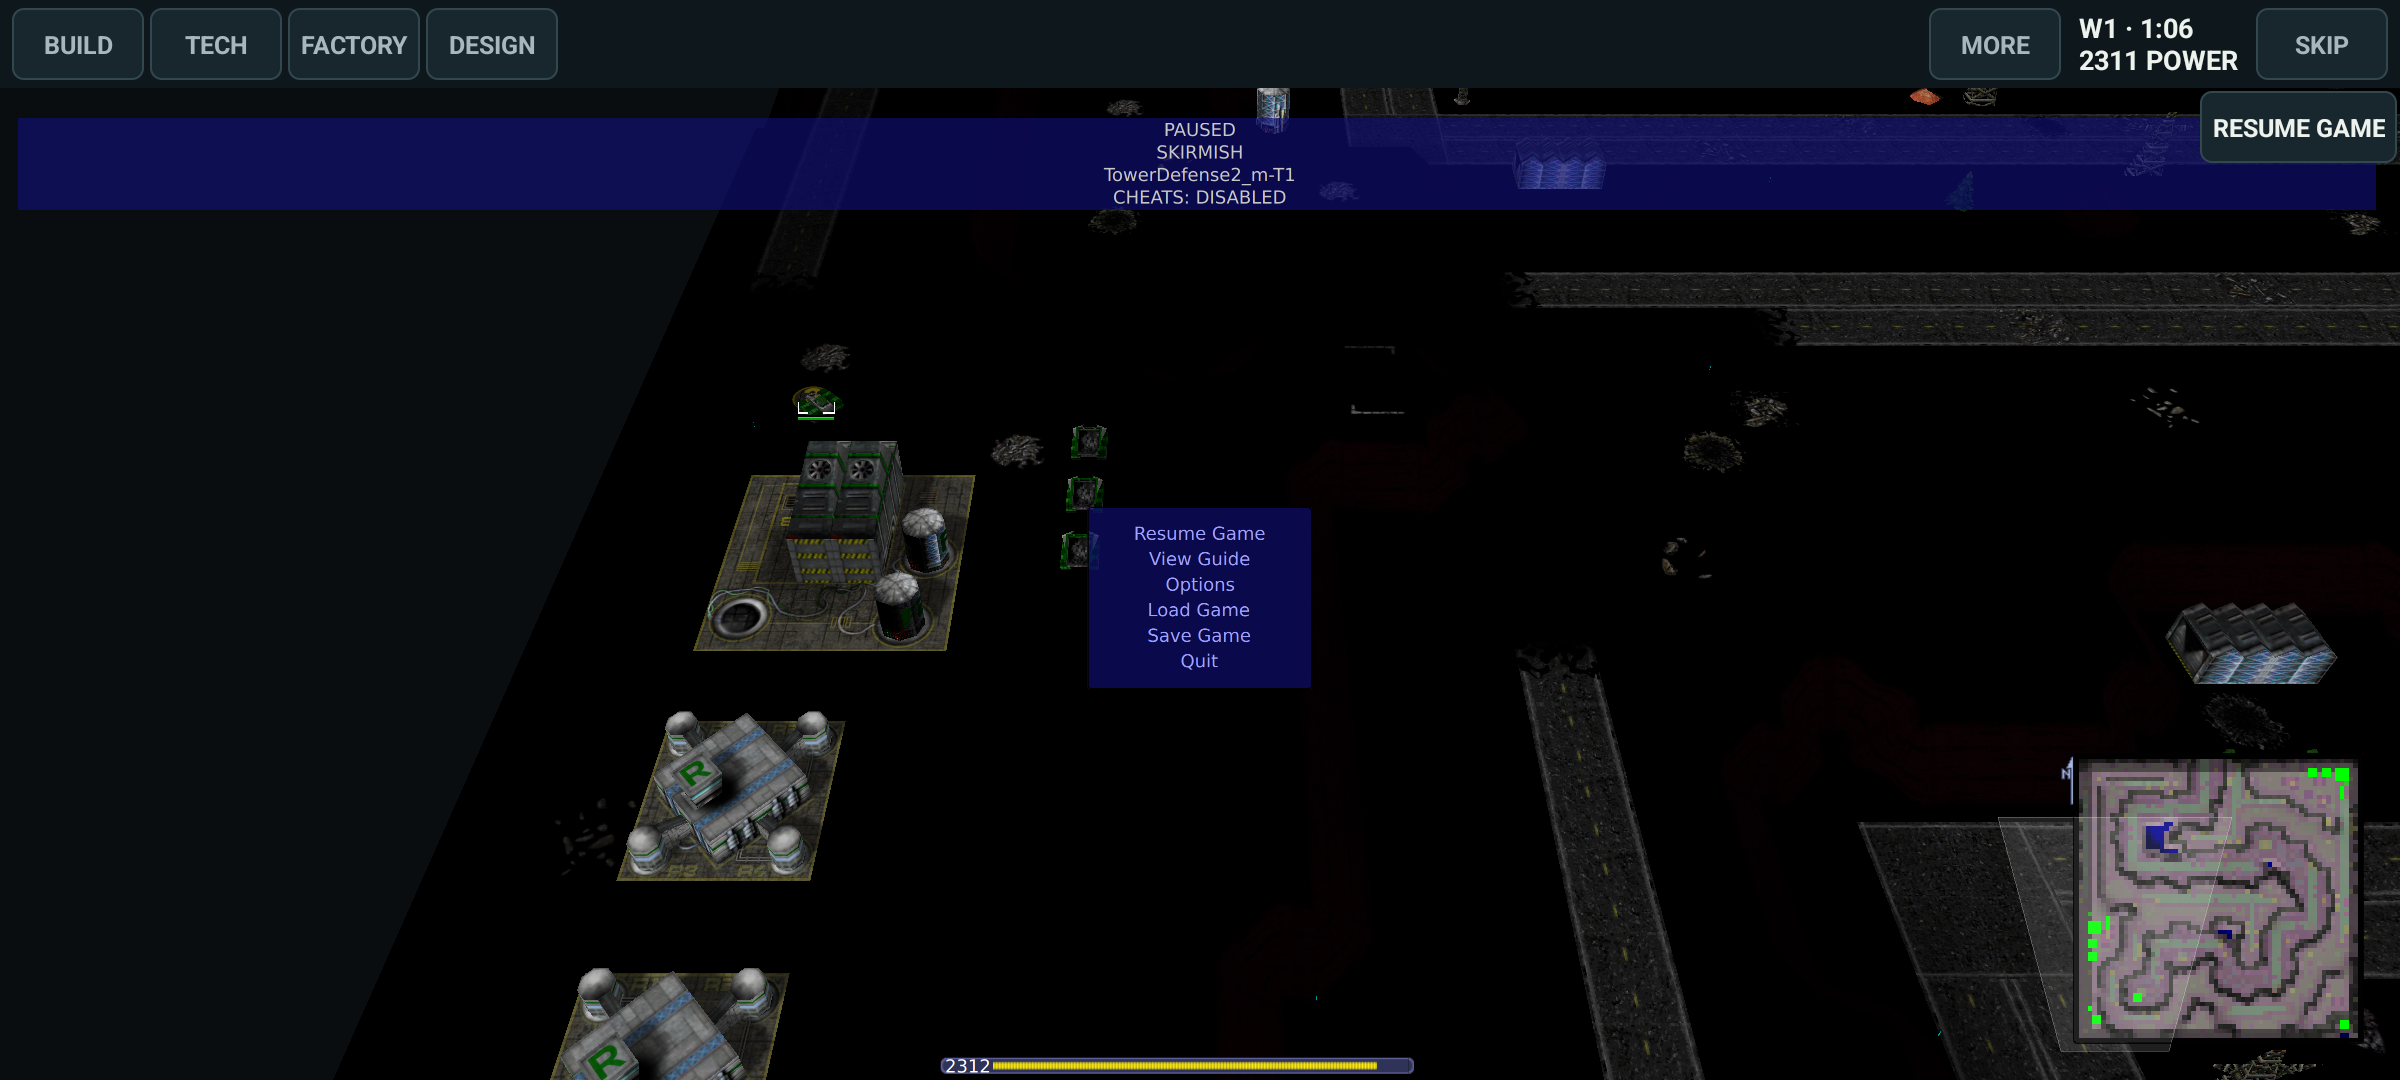 BUILD
TECH
FACTORY
DESIGN
MORE
W1 · 1:06
2311 POWER
SKIP
RESUME GAME
PAUSED
SKIRMISH
TowerDefense2_m-T1
CHEATS: DISABLED
Resume Game
View Guide
Options
Load Game
Save Game
Quit
R
R
N
2312